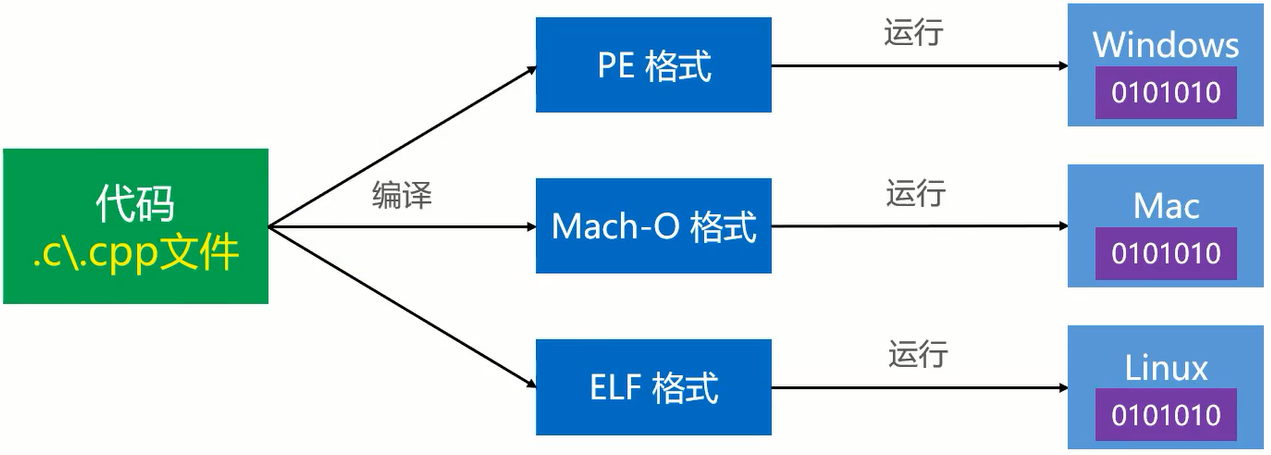 运行
PE 格式
Windows
0101010
代码
.c\.cpp文件
编译
运行
Mach-O 格式
Mac
0101010
运行
ELF 格式
Linux
0101010